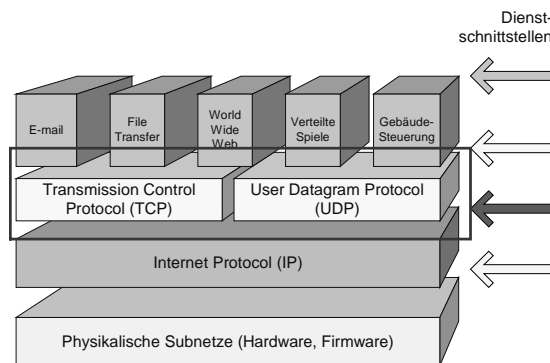 Dienst-
schnittstellen
E-mail
File
Transfer
World
Wide
Web
Verteilte
Spiele
Gebäude-
Steuerung
Transmission Control
Protocol (TCP)
User Datagram Protocol
(UDP)
Internet Protocol (IP)
Physikalische Subnetze (Hardware, Firmware)